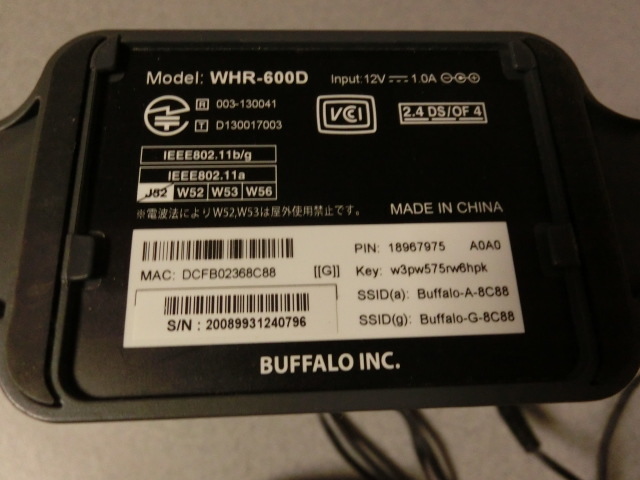 Model: WHR-600D Input: 12V 1.0A
R 003-130041
T D130017003
VCCI
2.4 DS/OF 4
IEEE802.11b/g
IEEE802.11a
J52 W52 W53 W56
※電波法によりW52,W53は屋外使用禁止です。 MADE IN CHINA
MAC: DCFB02368C88 [[G]]
PIN: 18967975 A0A0
Key: w3pw575rw6hpk
SSID(a): Buffalo-A-8C88
SSID(g): Buffalo-G-8C88
S/N : 20089931240796
BUFFALO INC.